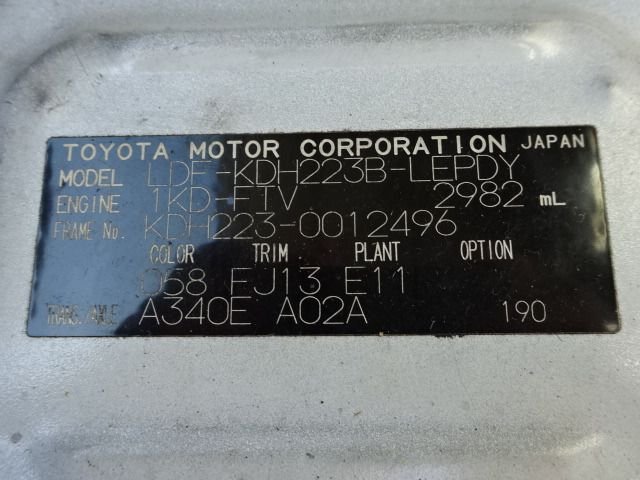 TOYOTA MOTOR CORPORATION JAPAN
MODEL LDF-KDH223B-LEPDY
ENGINE 1KD-FTV 2982 mL
FRAME No. KDH223-0012496
COLOR TRIM PLANT OPTION
058 FJ13 E11
TRANS./AXLE A340E A02A 190